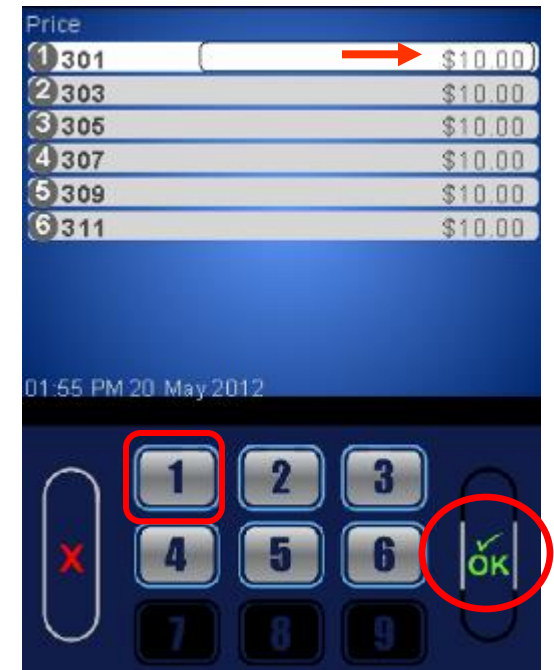 Price
1 301 $10.00
2 303 $10.00
3 305 $10.00
4 307 $10.00
5 309 $10.00
6 311 $10.00
01:55 PM 20 May 2012
1 2 3
X 4 5 6 OK
7 8 9